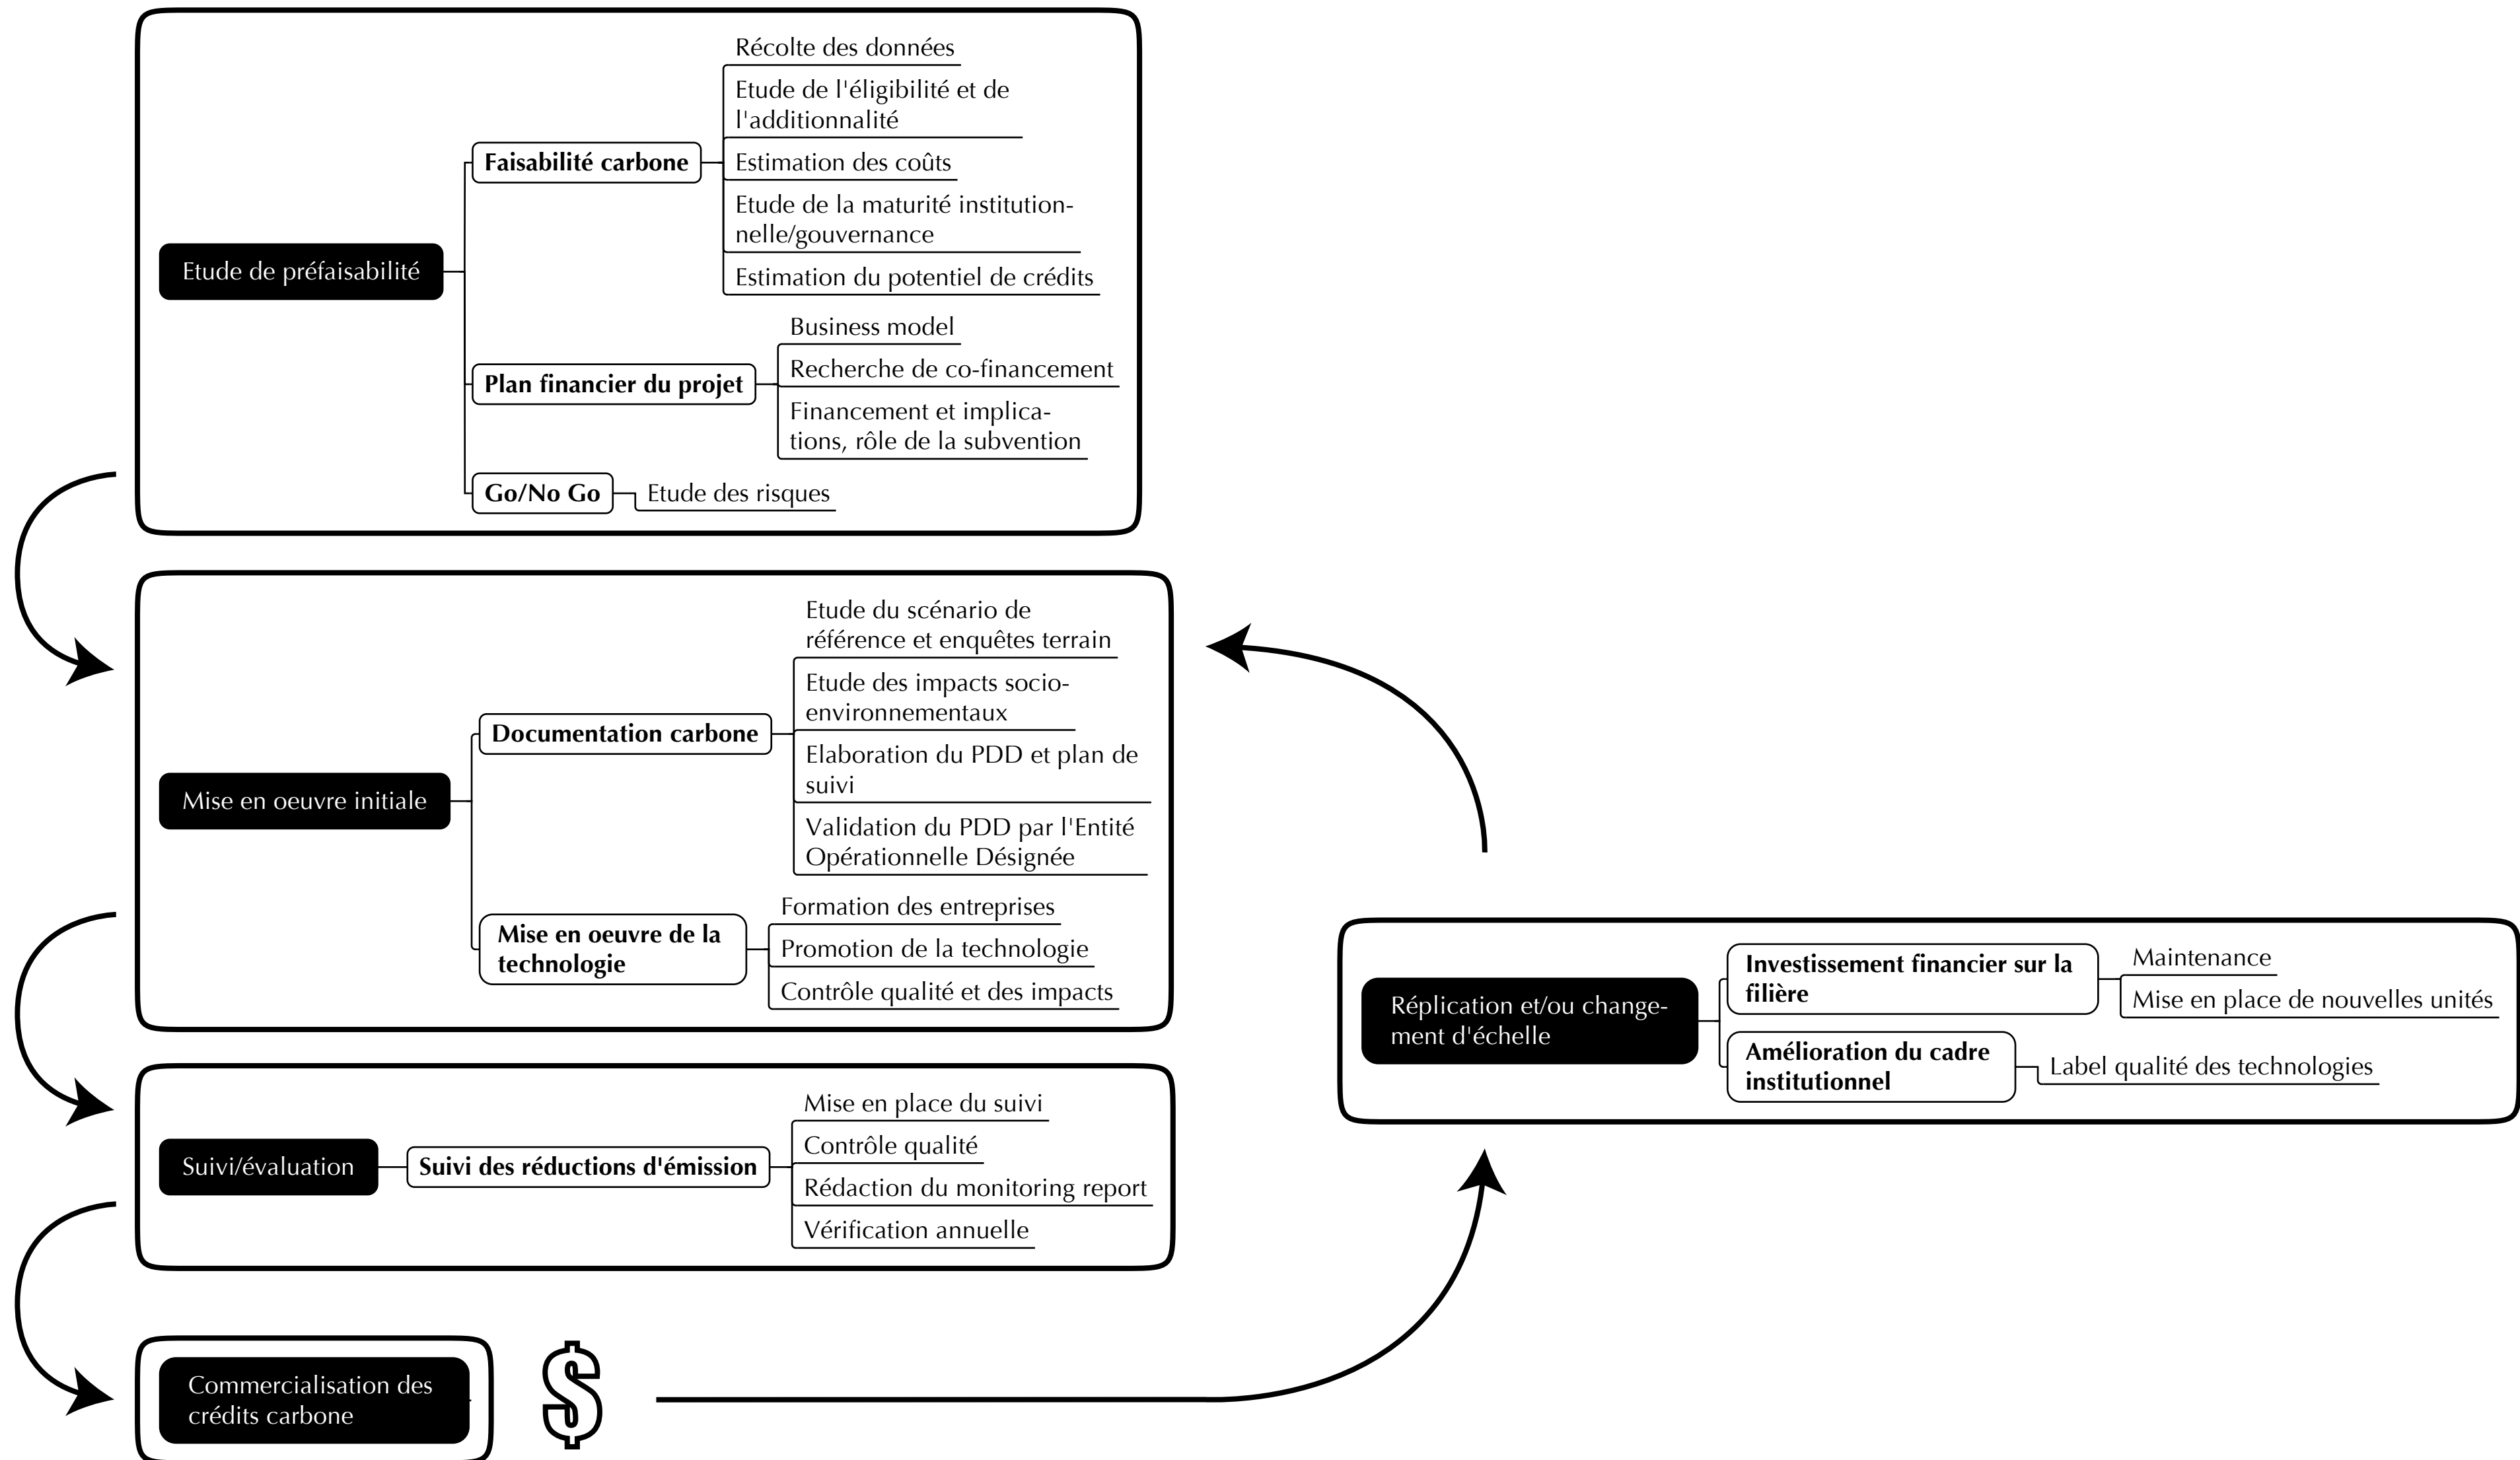 Etude de préfaisabilité
Faisabilité carbone
Récolte des données
Etude de l'éligibilité et de
l'additionnalité
Estimation des coûts
Etude de la maturité institution-
nelle/gouvernance
Estimation du potentiel de crédits
Plan financier du projet
Business model
Recherche de co-financement
Financement et implica-
tions, rôle de la subvention
Go/No Go
Etude des risques
Mise en oeuvre initiale
Documentation carbone
Etude du scénario de
référence et enquêtes terrain
Etude des impacts socio-
environnementaux
Elaboration du PDD et plan de
suivi
Validation du PDD par l'Entité
Opérationnelle Désignée
Mise en oeuvre de la
technologie
Formation des entreprises
Promotion de la technologie
Contrôle qualité et des impacts
Suivi/évaluation
Suivi des réductions d'émission
Mise en place du suivi
Contrôle qualité
Rédaction du monitoring report
Vérification annuelle
Commercialisation des
crédits carbone
$
Réplication et/ou change-
ment d'échelle
Investissement financier sur la
filière
Maintenance
Mise en place de nouvelles unités
Amélioration du cadre
institutionnel
Label qualité des technologies